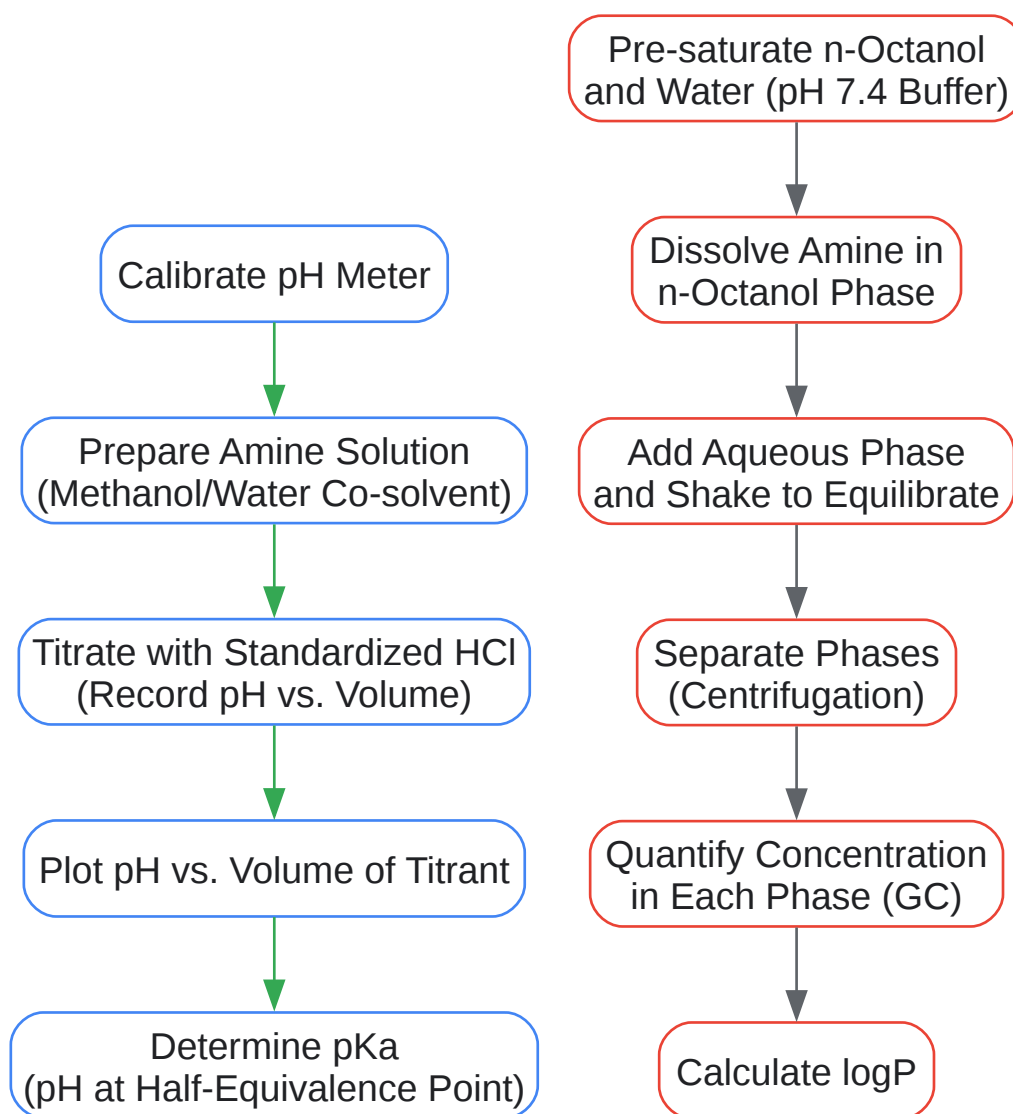 Calibrate pH Meter
Prepare Amine Solution
(Methanol/Water Co-solvent)
Titrate with Standardized HCl
(Record pH vs. Volume)
Plot pH vs. Volume of Titrant
Determine pKa
(pH at Half-Equivalence Point)
Pre-saturate n-Octanol
and Water (pH 7.4 Buffer)
Dissolve Amine in
n-Octanol Phase
Add Aqueous Phase
and Shake to Equilibrate
Separate Phases
(Centrifugation)
Quantify Concentration
in Each Phase (GC)
Calculate logP